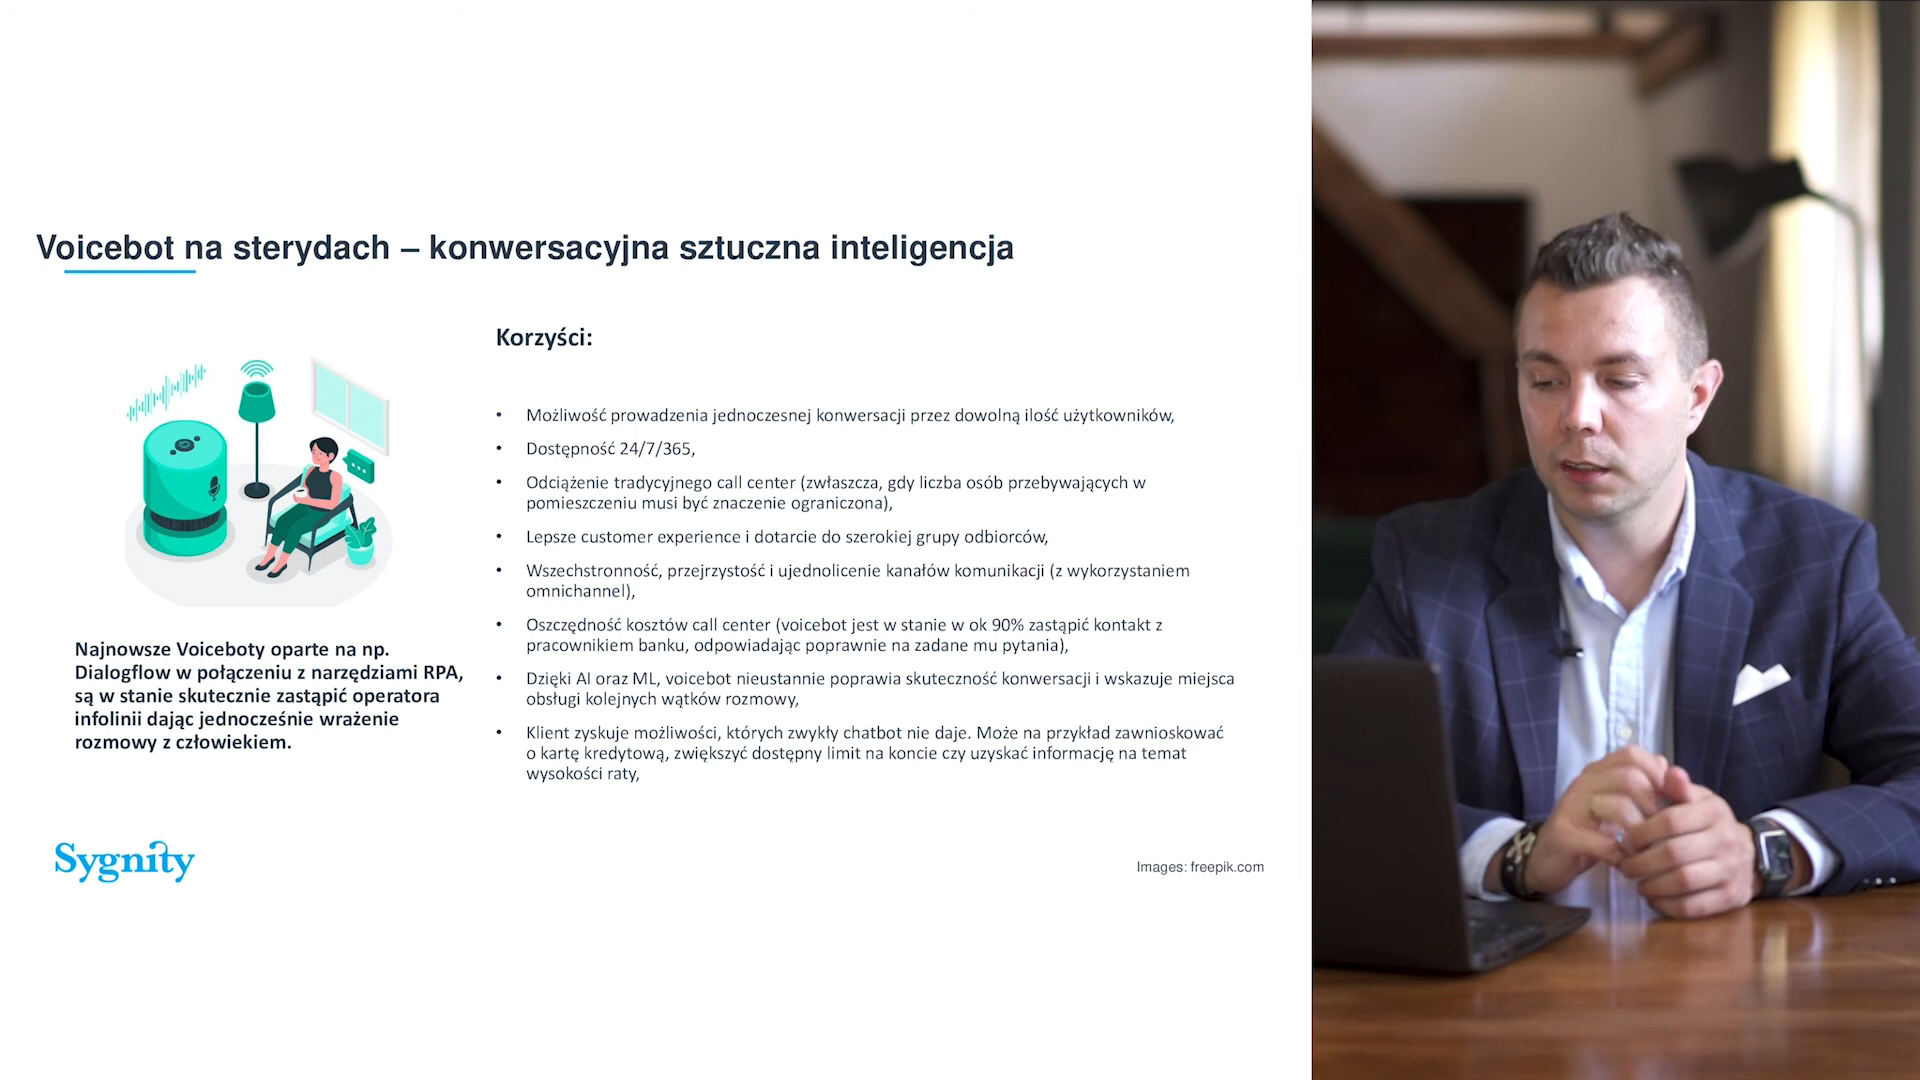 Voicebot na sterydach – konwersacyjna sztuczna inteligencja
Najnowsze Voiceboty oparte na np.
Dialogflow w połączeniu z narzędziami RPA,
są w stanie skutecznie zastąpić operatora
infolinii dając jednocześnie wrażenie
rozmowy z człowiekiem.
Korzyści:
• Możliwość prowadzenia jednoczesnej konwersacji przez dowolną ilość użytkowników,
• Dostępność 24/7/365,
• Odciążenie tradycyjnego call center (zwłaszcza, gdy liczba osób przebywających w
pomieszczeniu musi być znaczenie ograniczona),
• Lepsze customer experience i dotarcie do szerokiej grupy odbiorców,
• Wszechstronność, przejrzystość i ujednolicenie kanałów komunikacji (z wykorzystaniem
omnichannel),
• Oszczędność kosztów call center (voicebot jest w stanie w ok 90% zastąpić kontakt z
pracownikiem banku, odpowiadając poprawnie na zadane mu pytania),
• Dzięki AI oraz ML, voicebot nieustannie poprawia skuteczność konwersacji i wskazuje miejsca
obsługi kolejnych wątków rozmowy,
• Klient zyskuje możliwości, których zwykły chatbot nie daje. Może na przykład zawnioskować
o kartę kredytową, zwiększyć dostępny limit na koncie czy uzyskać informację na temat
wysokości raty,
Sygnity
Images: freepik.com